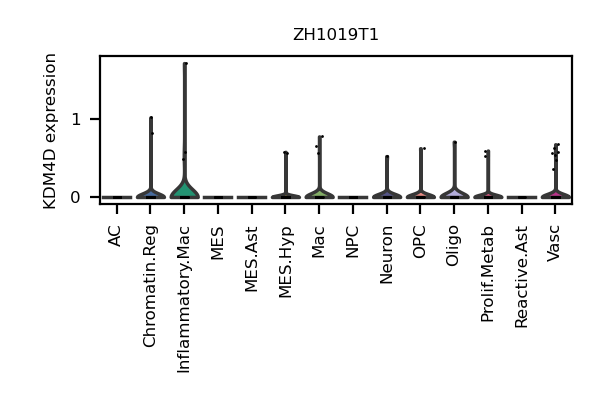 ZH1019T1
KDM4D expression
1
0
AC
Chromatin.Reg
Inflammatory.Mac
MES
MES.Ast
MES.Hyp
Mac
NPC
Neuron
OPC
Oligo
Prolif.Metab
Reactive.Ast
Vasc